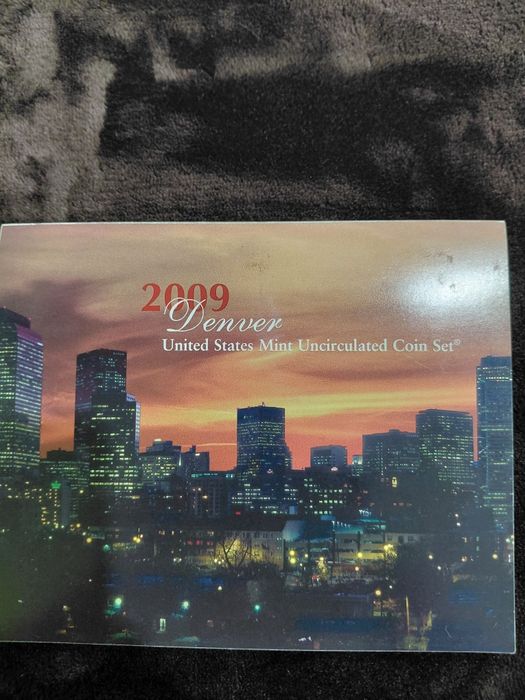 2009
Denver
United States Mint Uncirculated Coin Set®